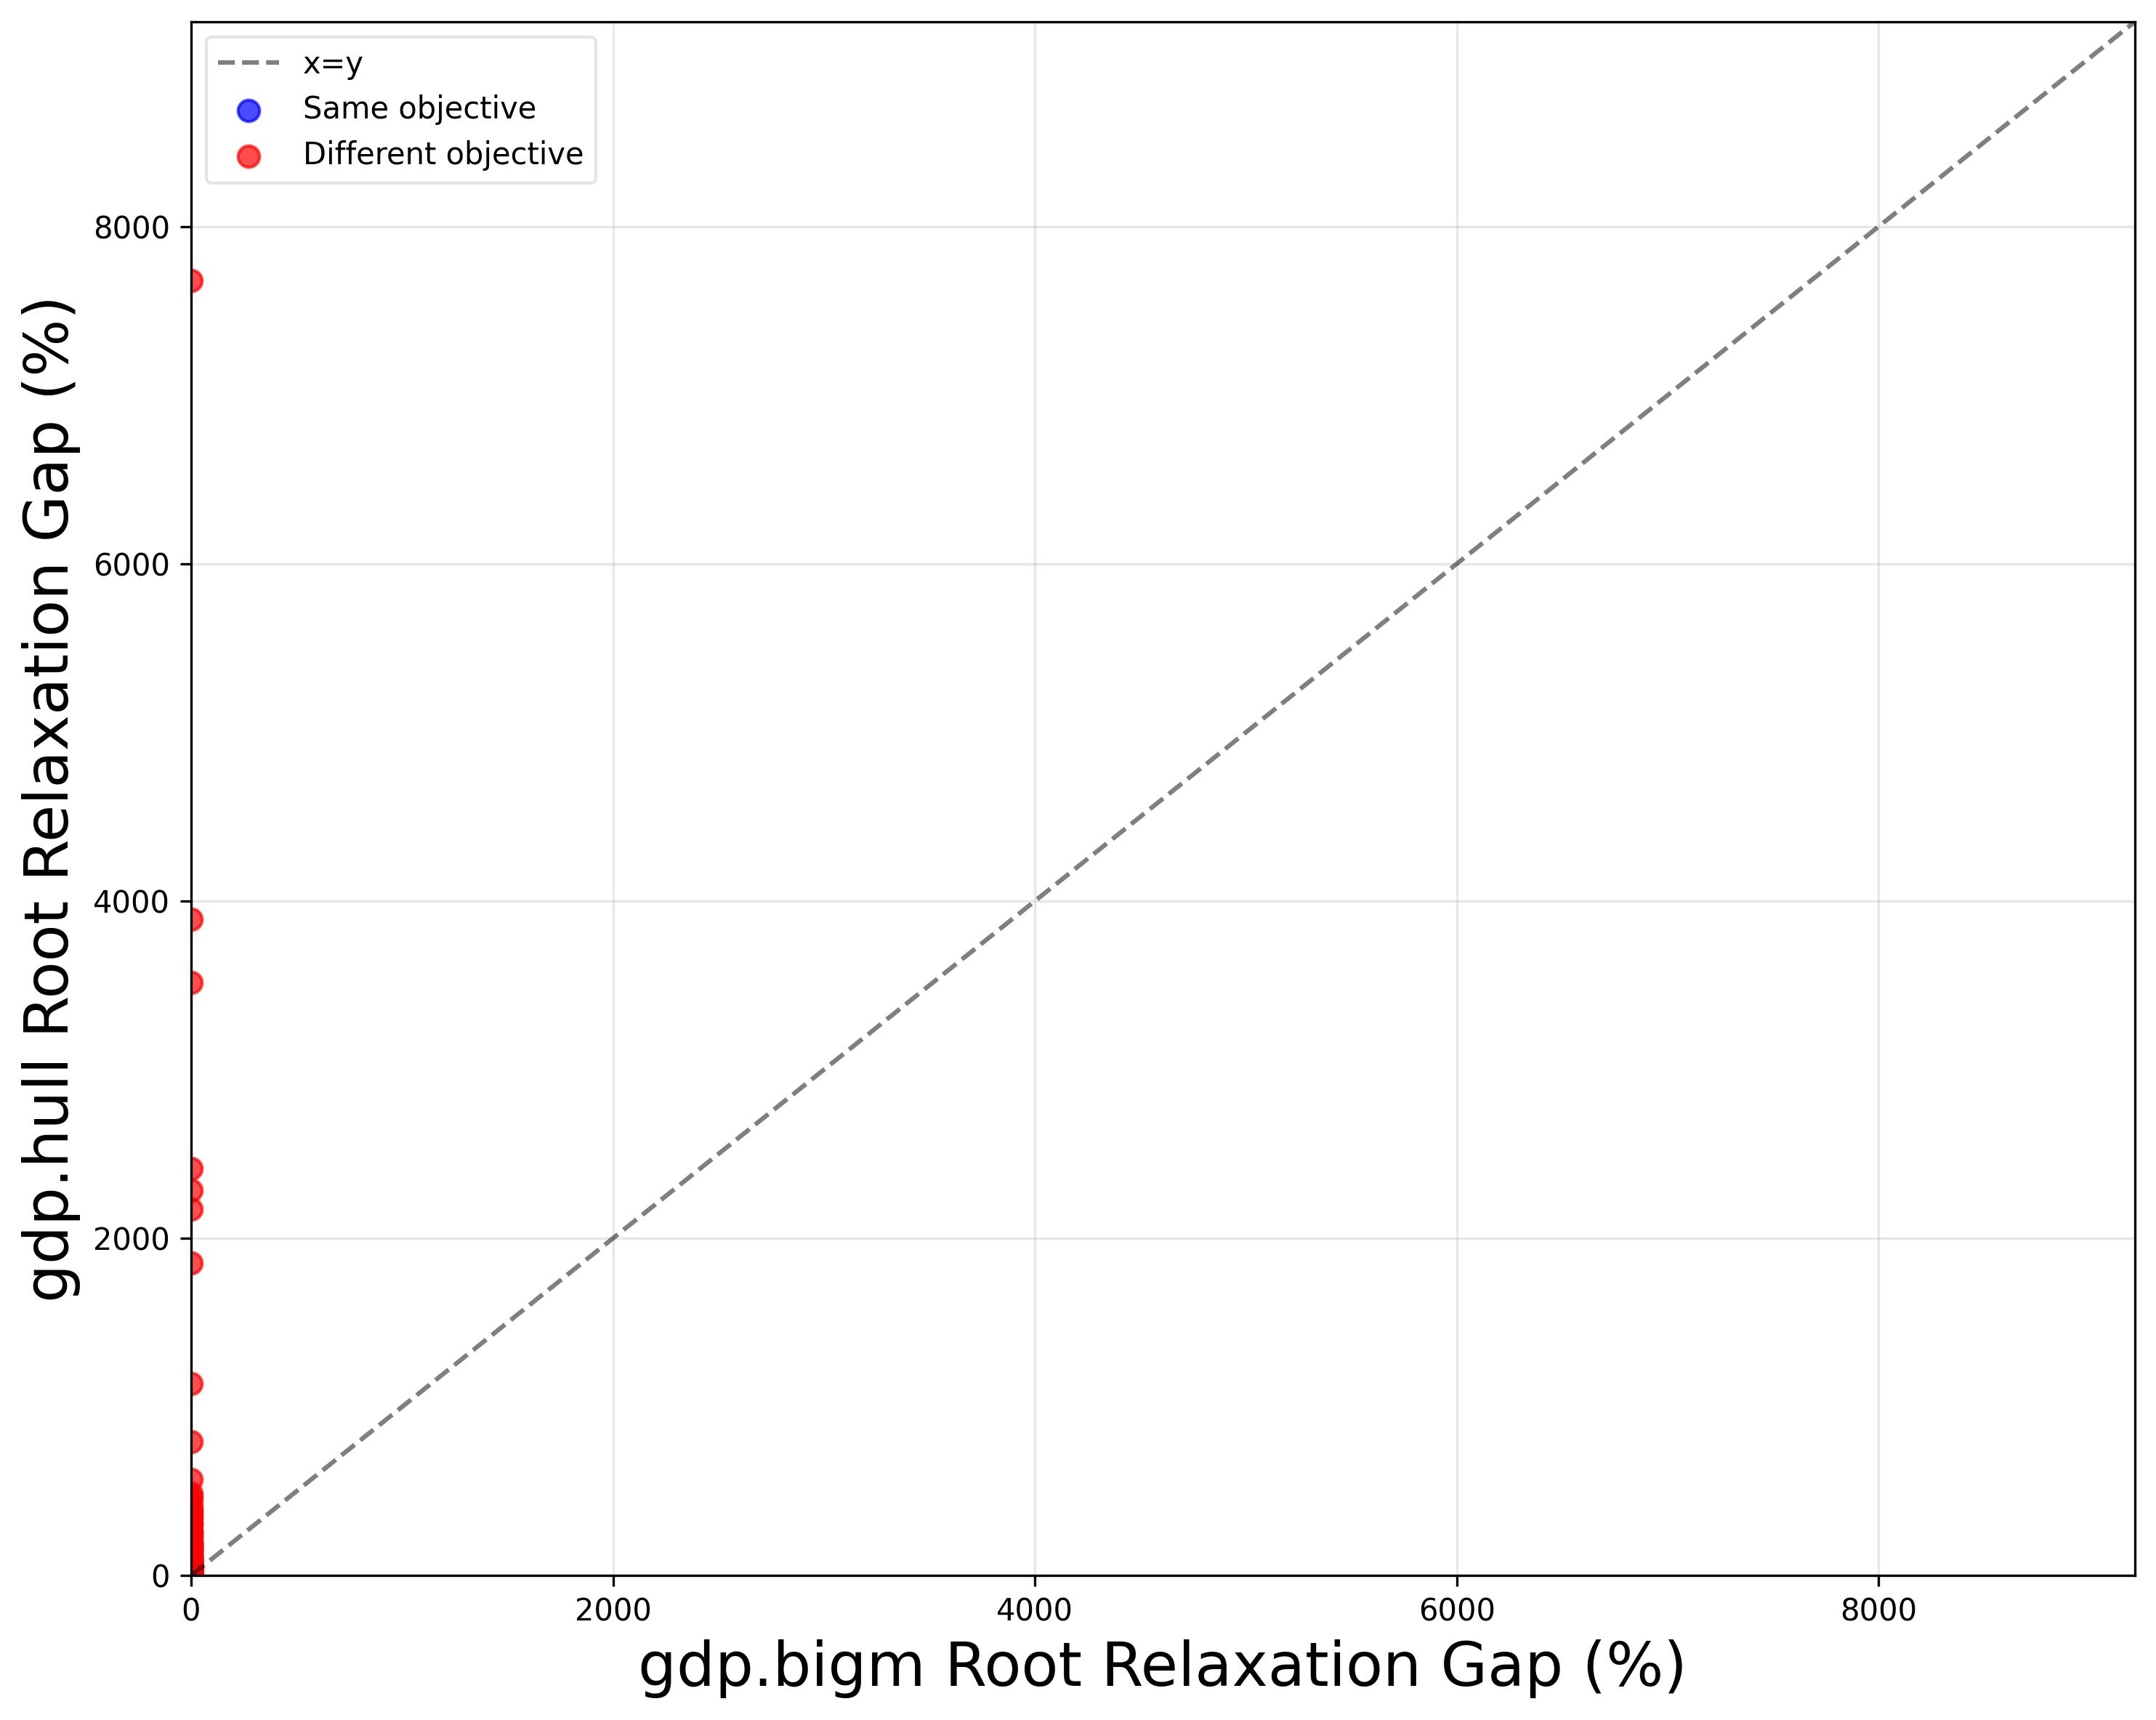 x=y
Same objective
Different objective
gdp.hull Root Relaxation Gap (%)
8000
6000
4000
2000
0
0 2000 4000 6000 8000
gdp.bigm Root Relaxation Gap (%)